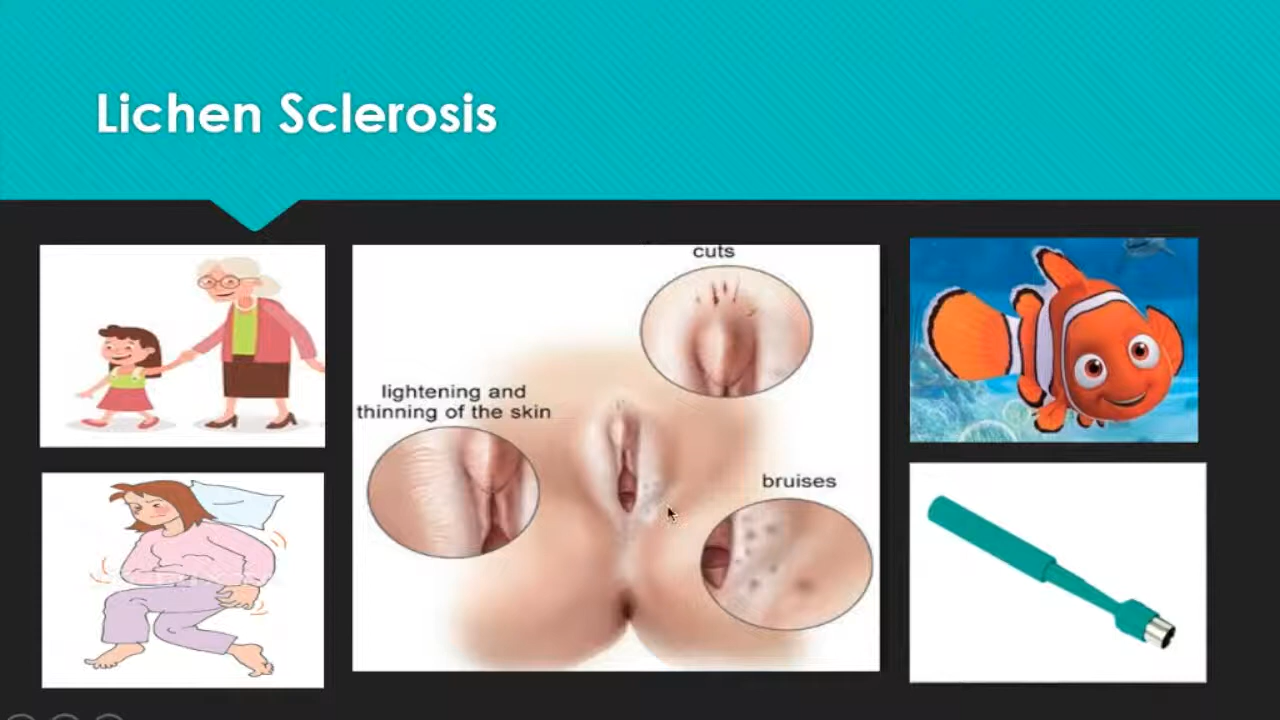 Lichen Sclerosis
cuts
lightening and
thinning of the skin
bruises